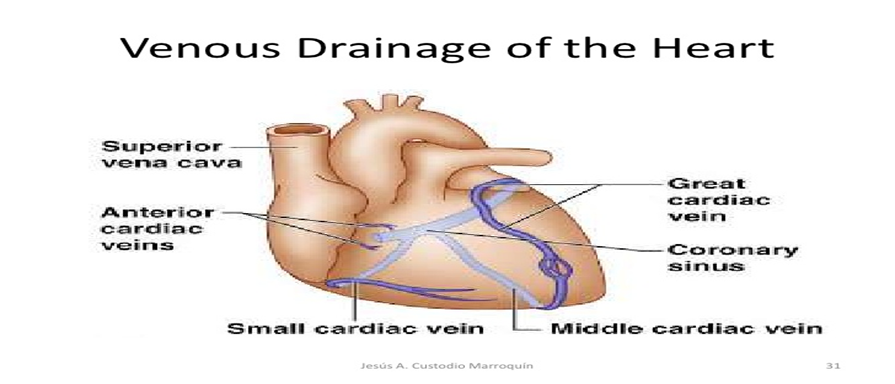 Venous Drainage of the Heart
Superior
vena cava
Anterior
cardiac
veins
Great
cardiac
vein
Coronary
sinus
Small cardiac vein
Middle cardiac vein
Jesús A. Custodio Marroquín
31